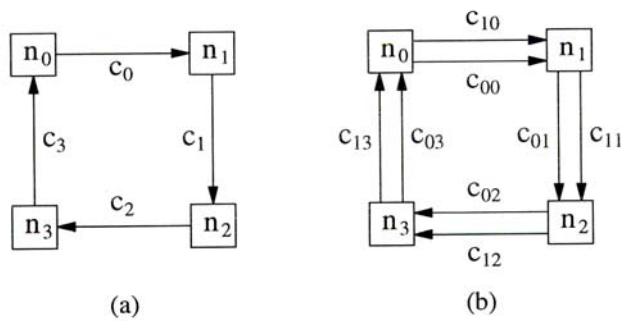 n0 c0 n1
c3 c1
n3 c2 n2
(a)
n0 c10 n1
c00
c13 c03 c01 c11
n3 c02 n2
c12
(b)